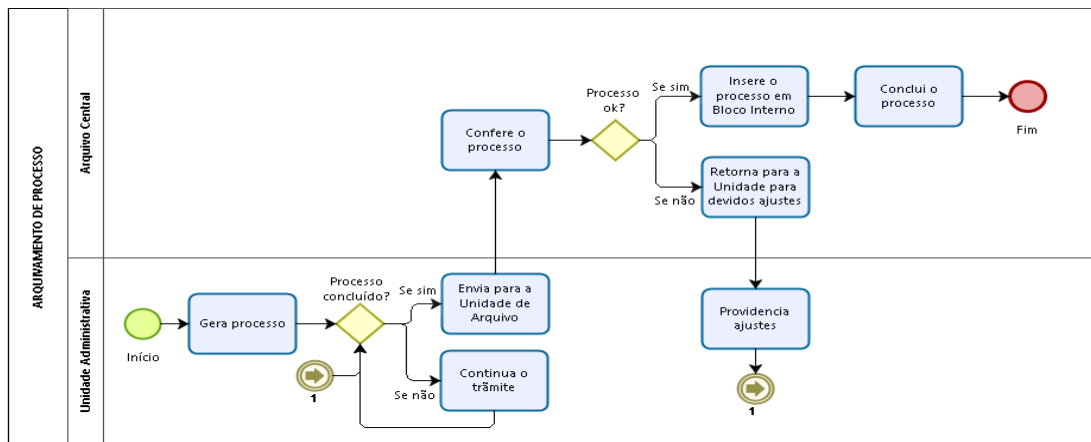 ARQUIVAMENTO DE PROCESSO
Arquivo Central
Confere o
processo
Processo
ok?
Se sim
Insere o
processo em
Bloco Interno
Conclui o
processo
Fim
Se não
Retorna para a
Unidade para
devidos ajustes
Unidade Administrativa
Início
Gera processo
Processo
concluído?
Se sim
Envia para a
Unidade de
Arquivo
1
Se não
Continua o
trãmite
Providencia
ajustes
1